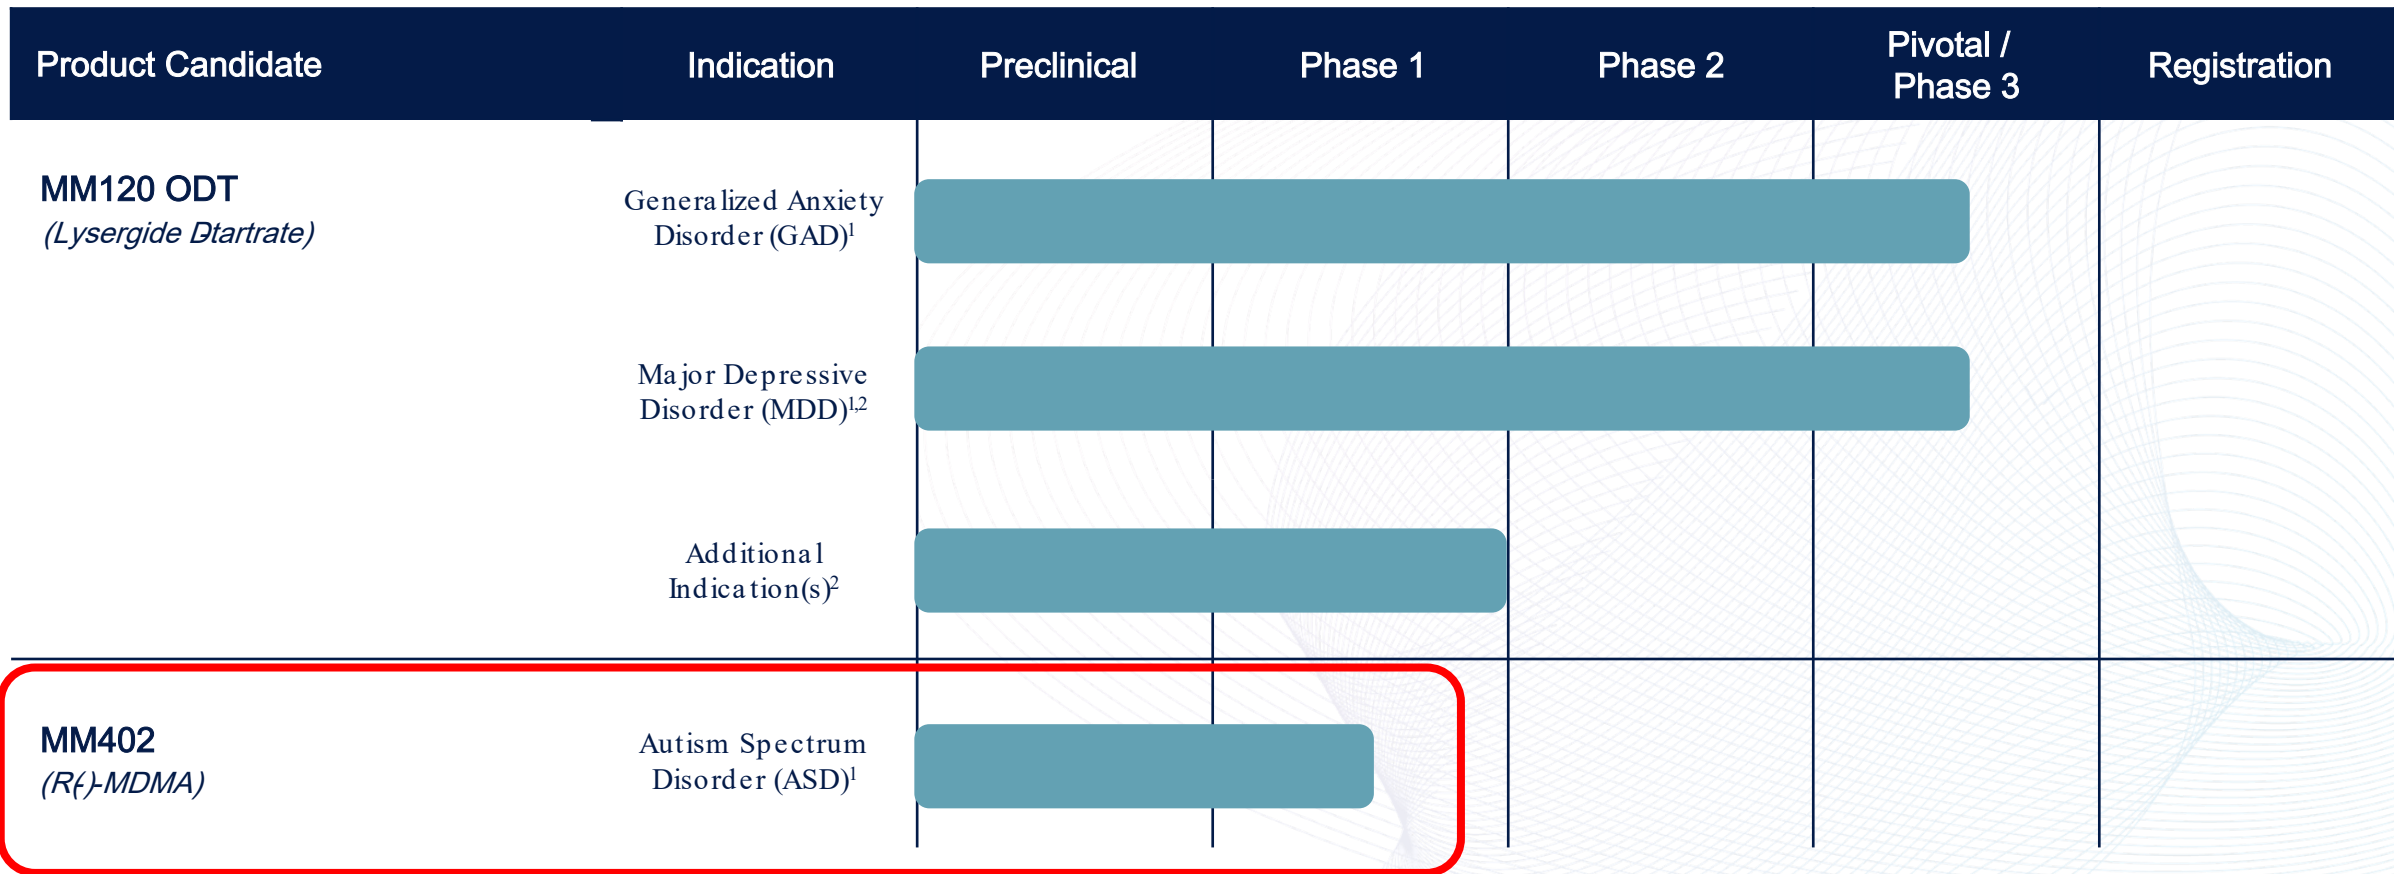 Product Candidate
Indication
Preclinical
Phase 1
Phase 2
Pivotal /
Phase 3
Registration
MM120 ODT
(Lysergide D-tartrate)
Generalized Anxiety
Disorder (GAD)¹
Major Depressive
Disorder (MDD)¹,²
Additional
Indication(s)²
MM402
(R(-)-MDMA)
Autism Spectrum
Disorder (ASD)¹